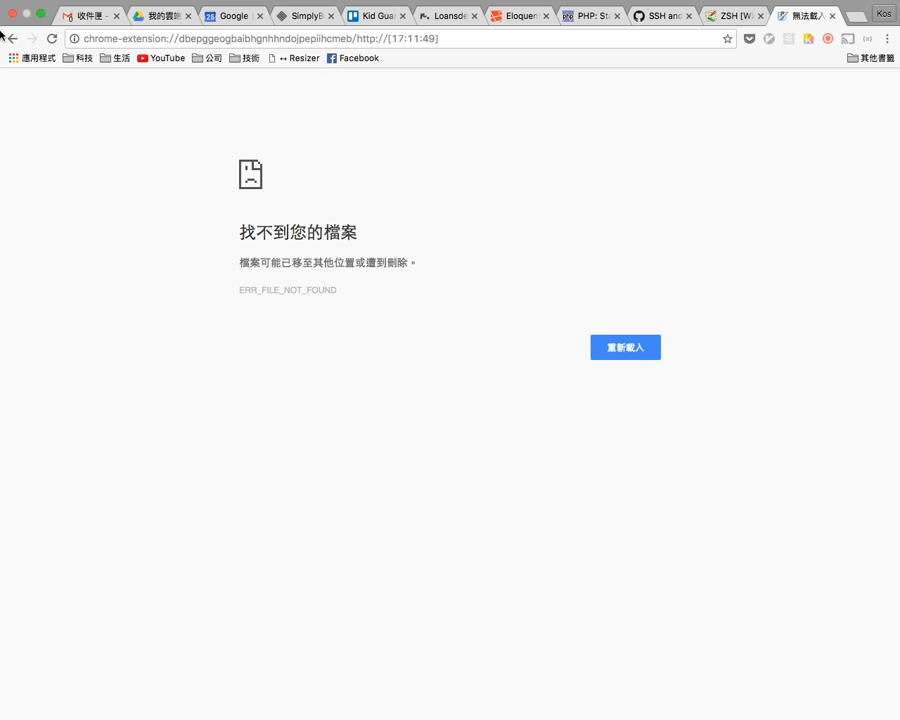 收件匣 -
我的雲端
Google
SimplyB
Kid Gua
Loansde
Eloquen
PHP: Sta
SSH and
ZSH [Wi
無法載入
Kos
chrome-extension://dbepggeogbaibhgnhhndojpepiihcmeb/http://[17:11:49]
應用程式
科技
生活
YouTube
公司
技術
↔ Resizer
Facebook
其他書籤
找不到您的檔案
檔案可能已移至其他位置或遭到刪除。
ERR_FILE_NOT_FOUND
重新載入